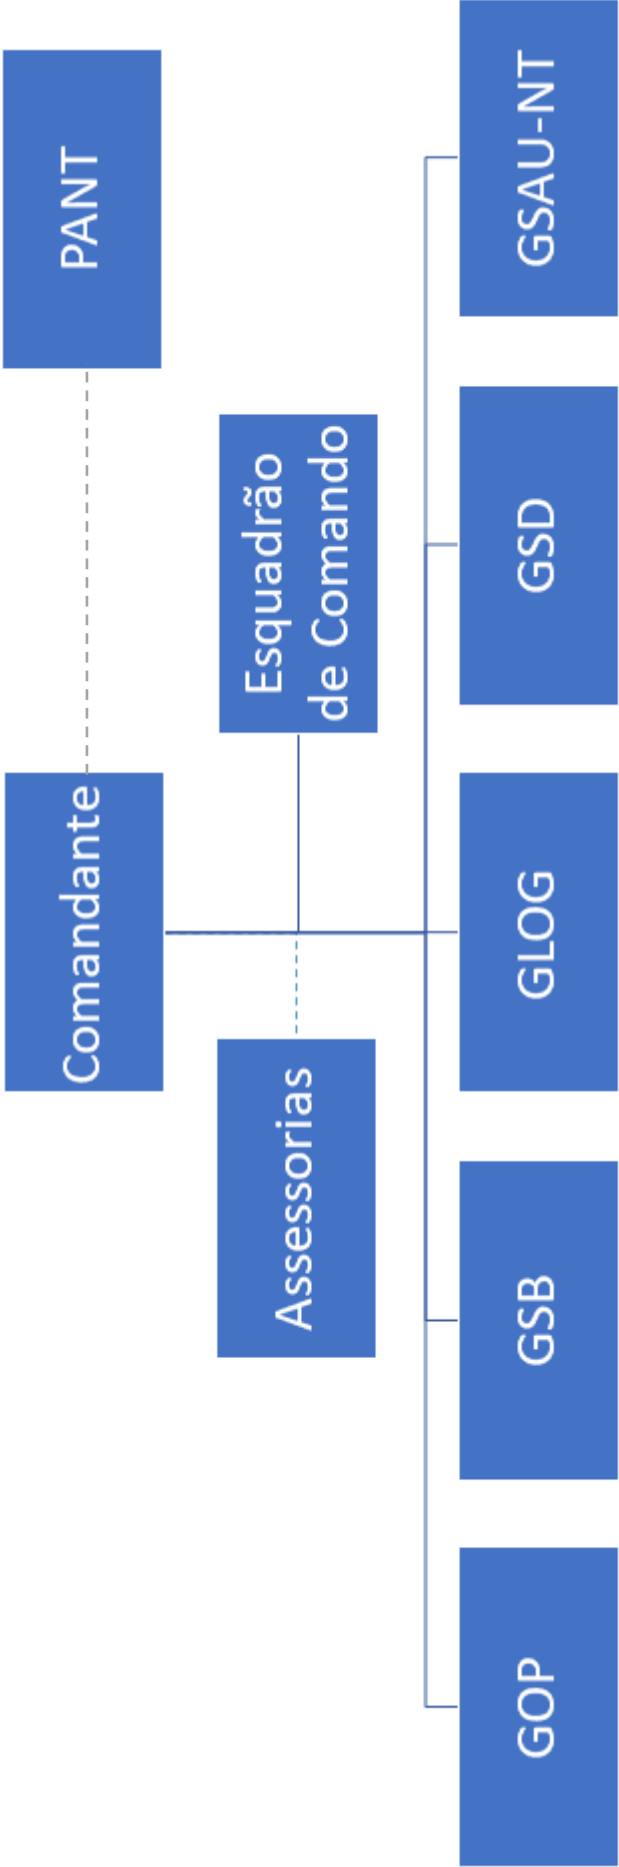 Comandante
PANT
Assessorias
Esquadrão
de Comando
GOP
GSB
GLOG
GSD
GSAU-NT